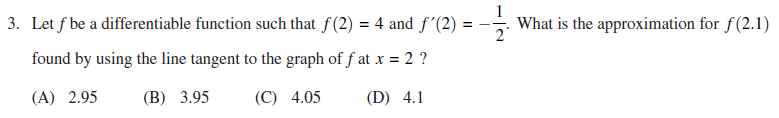 3. Let f be a differentiable function such that f(2) = 4 and f′(2) = −1/2. What is the approximation for f(2.1)
found by using the line tangent to the graph of f at x = 2 ?
(A) 2.95 (B) 3.95 (C) 4.05 (D) 4.1